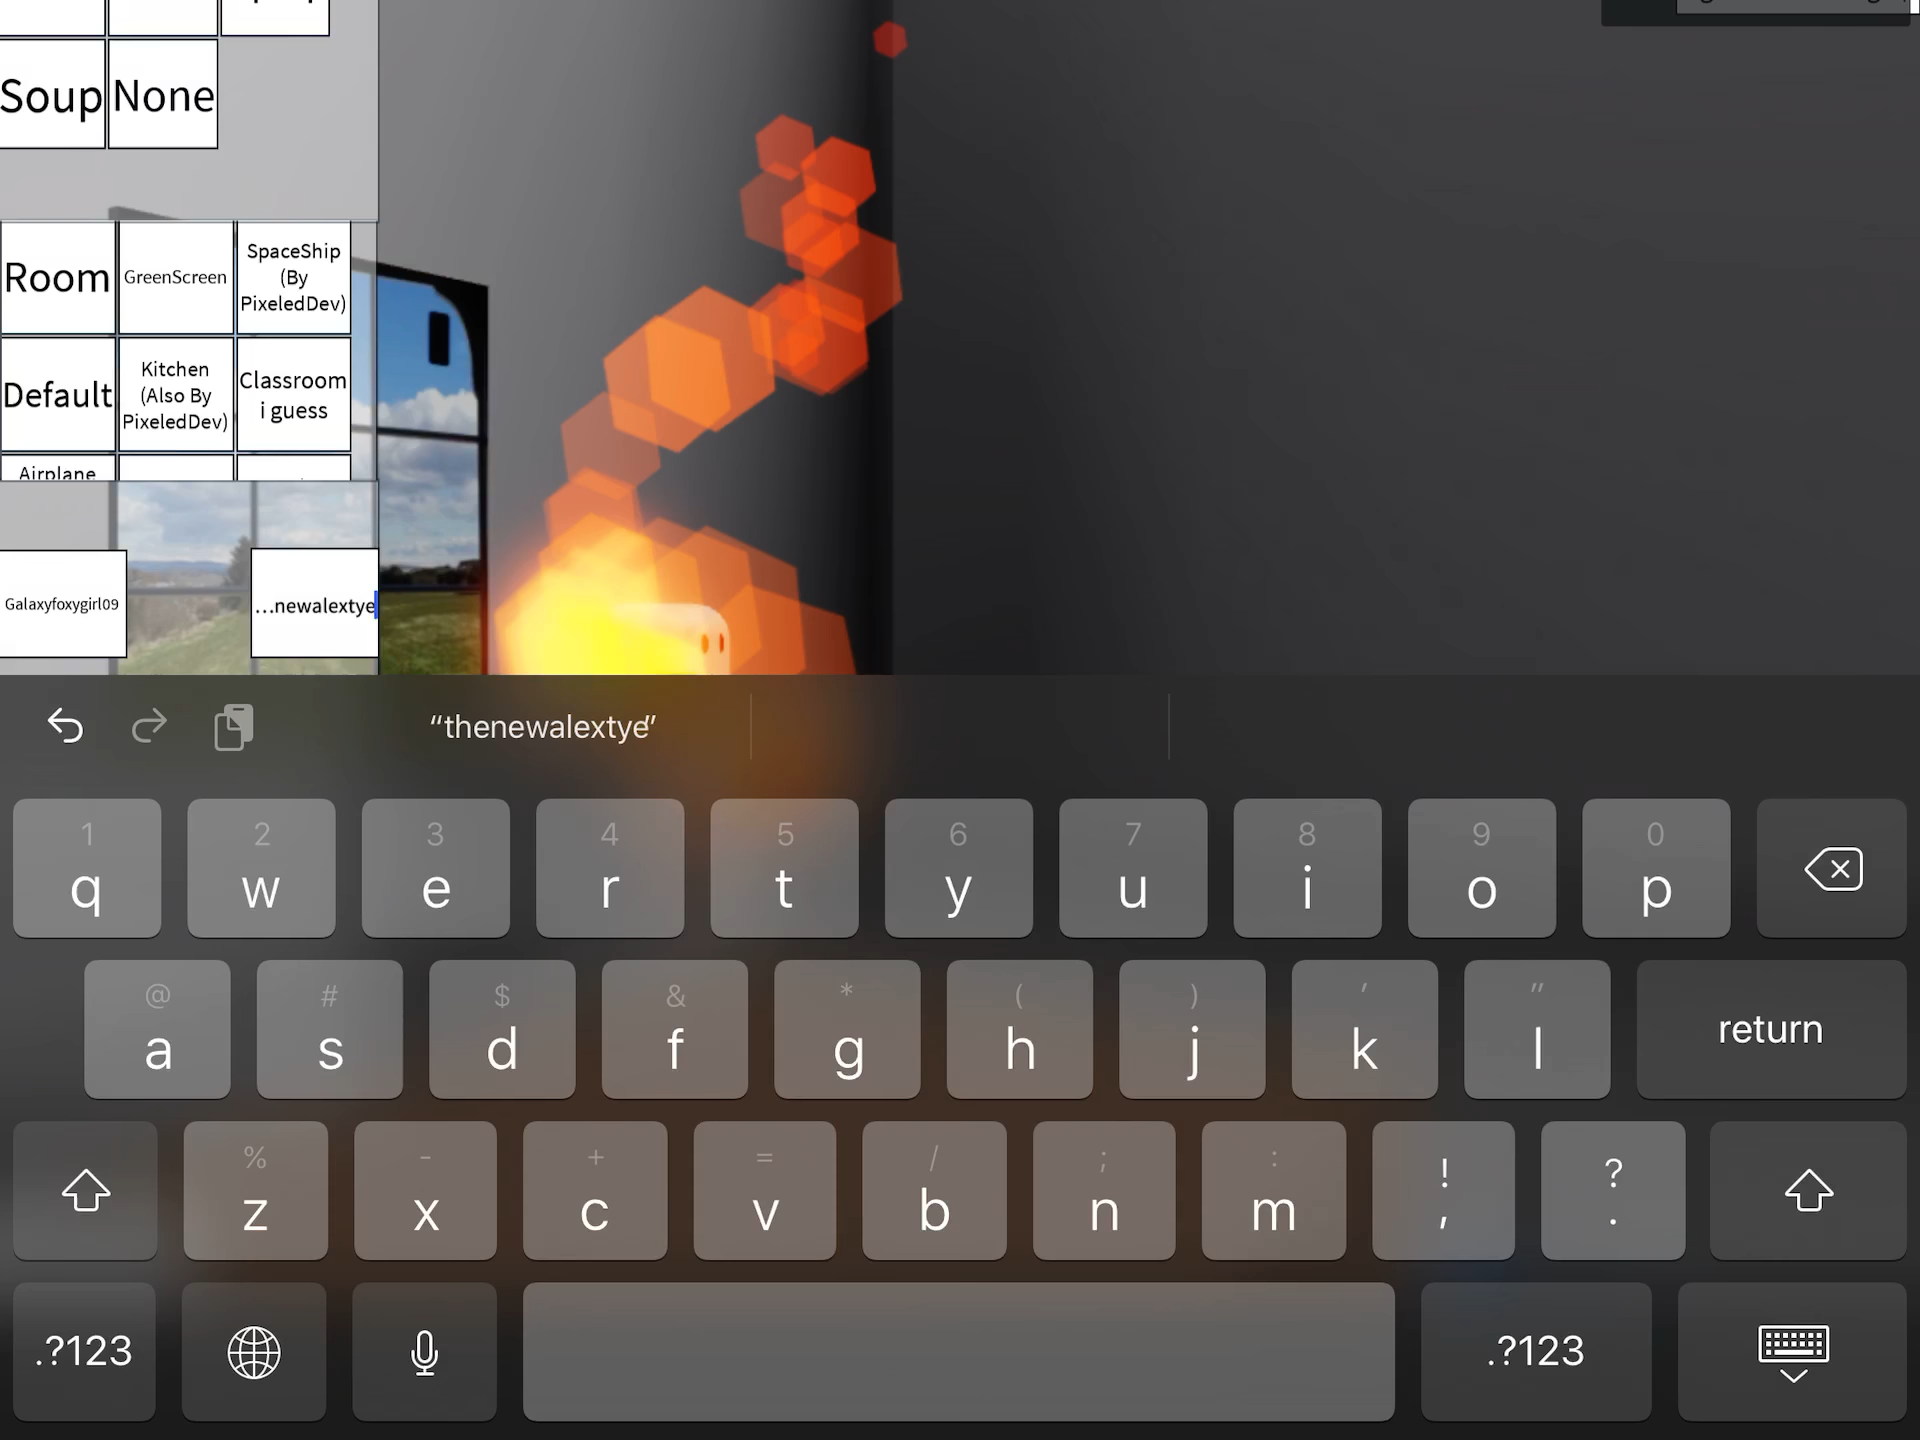 Soup None
Room GreenScreen SpaceShip
(By
PixeledDev)
Default Kitchen
(Also By
PixeledDev) Classroom
i guess
Airplane
Galaxyfoxygirl09 ...newalextye
“thenewalextye”
1 2 3 4 5 6 7 8 9 0
q w e r t y u i o p
@ # $ & * ( ) ' "
a s d f g h j k l return
% - + = / ; : ! ?
z x c v b n m , .
.?123 .?123